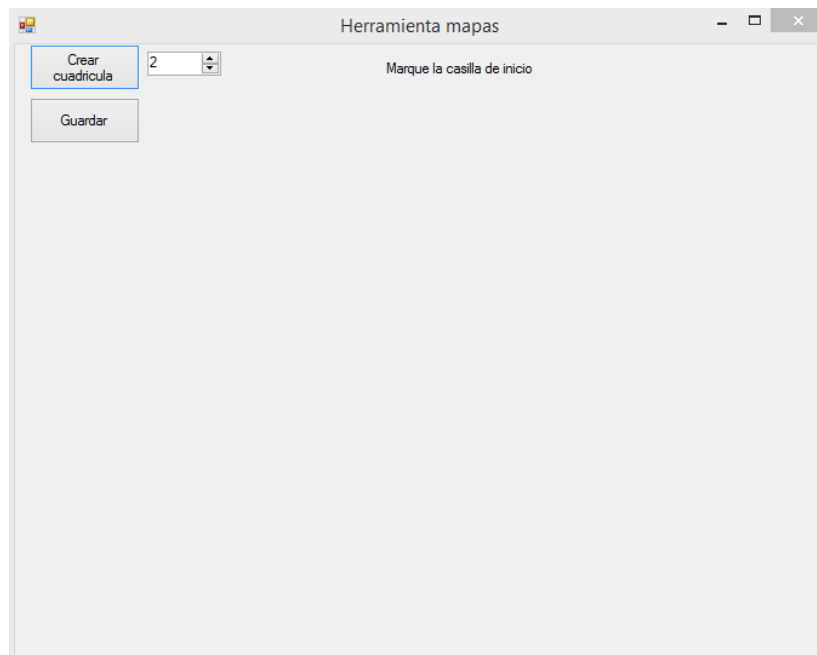 Herramienta mapas
Crear
cuadricula
2
Marque la casilla de inicio
Guardar